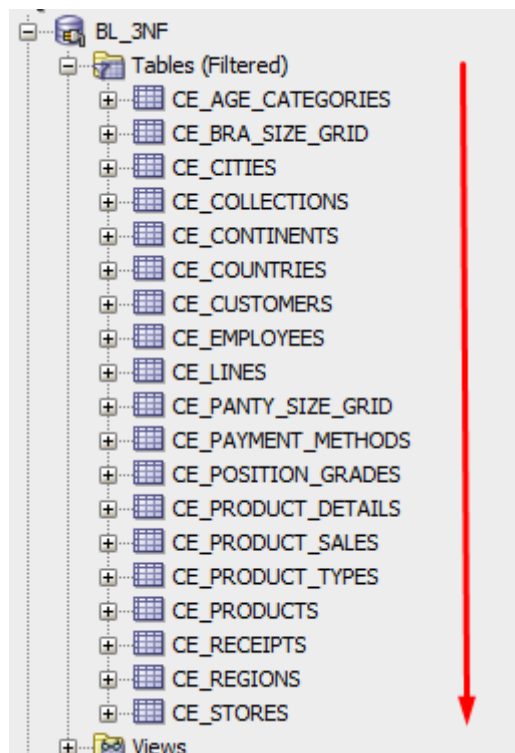 BL_3NF
Tables (Filtered)
CE_AGE_CATEGORIES
CE_BRA_SIZE_GRID
CE_CITIES
CE_COLLECTIONS
CE_CONTINENTS
CE_COUNTRIES
CE_CUSTOMERS
CE_EMPLOYEES
CE_LINES
CE_PANTY_SIZE_GRID
CE_PAYMENT_METHODS
CE_POSITION_GRADES
CE_PRODUCT_DETAILS
CE_PRODUCT_SALES
CE_PRODUCT_TYPES
CE_PRODUCTS
CE_RECEIPTS
CE_REGIONS
CE_STORES
Views